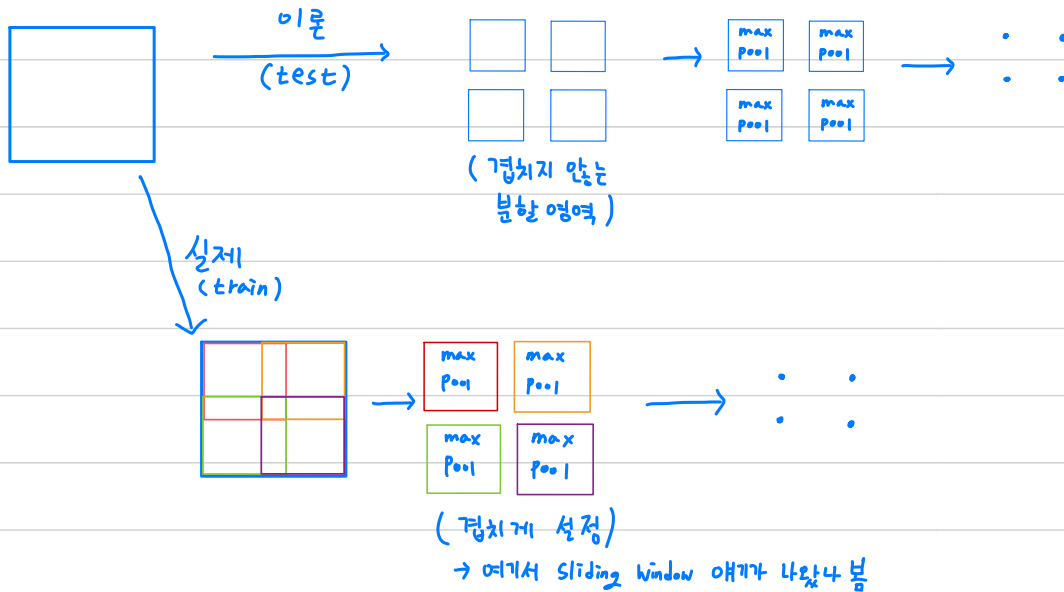 이론
(test)
max
pool
max
pool
max
pool
max
pool
(겹치지 않는
분할 영역)
실제
(train)
max
pool
max
pool
max
pool
max
pool
(겹치게 설정)
→ 여기서 sliding window 얘기가 나왔나 봄